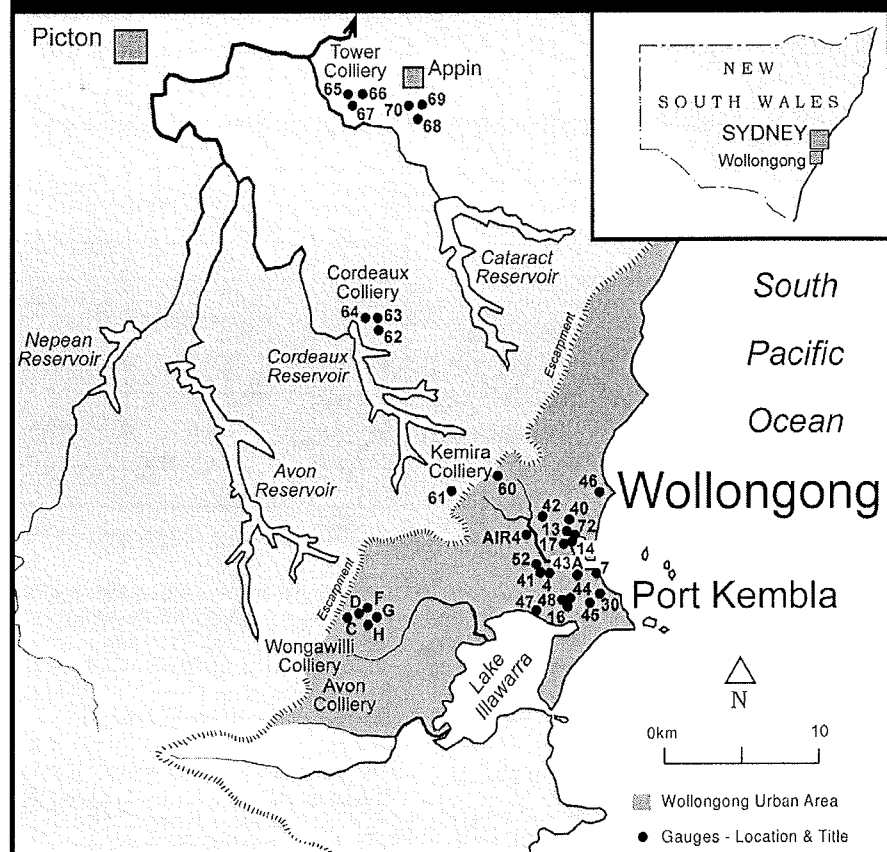 Picton
Tower
Colliery
Appin
65
66
67
70
69
68
NEW
SOUTH WALES
SYDNEY
Wollongong
Cataract
Reservoir
Cordeaux
Colliery
64
63
62
Nepean
Reservoir
Cordeaux
Reservoir
Escarpment
South
Pacific
Ocean
Avon
Reservoir
Kemira
Colliery
60
61
46
Wollongong
42
40
13
72
AIR4
17
14
52
43A
7
41
4
44
Port Kembla
48
30
47
16
45
Escarpment
F
D
G
C
H
Wongawilli
Colliery
Avon
Colliery
Lake
Illawarra
N
0km 10
Wollongong Urban Area
Gauges - Location & Title